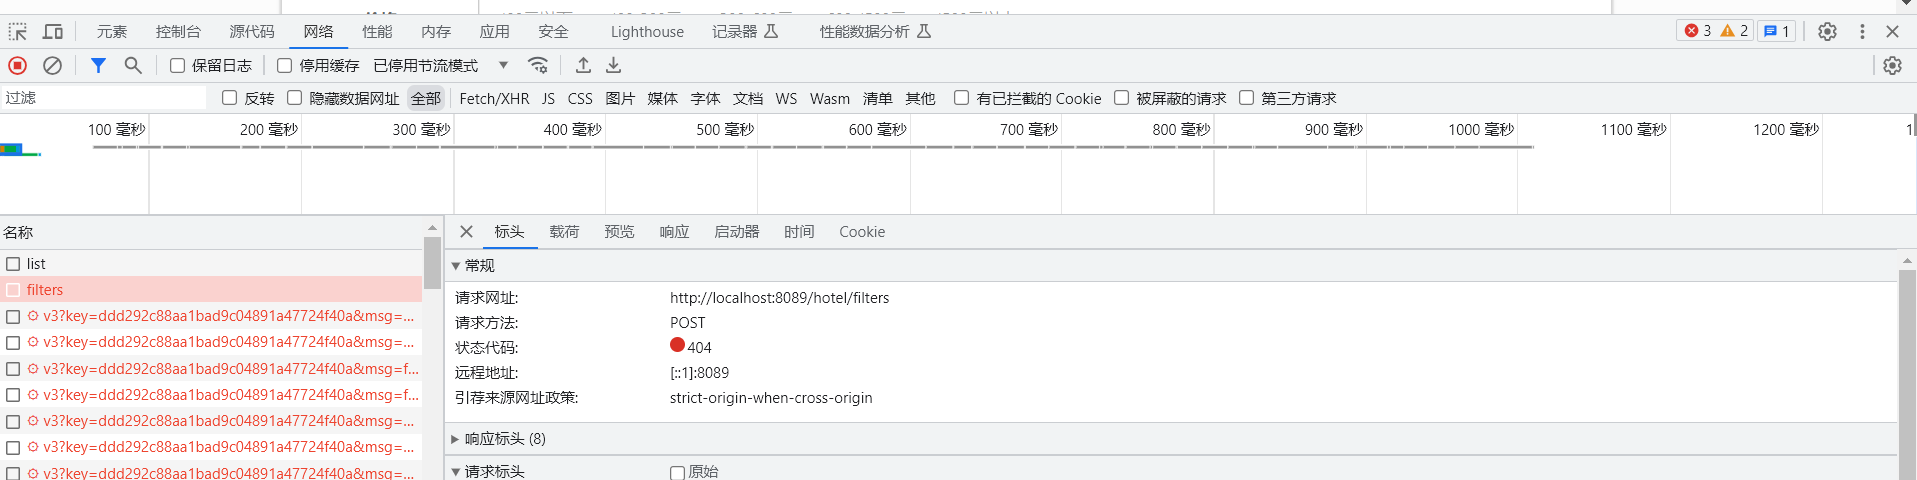 元素 控制台 源代码 网络 性能 内存 应用 安全 Lighthouse 记录器 性能数据分析 3 2 1
保留日志 停用缓存 已停用节流模式
过滤 反转 隐藏数据网址 全部 Fetch/XHR JS CSS 图片 媒体 字体 文档 WS Wasm 清单 其他 有已拦截的 Cookie 被屏蔽的请求 第三方请求
100 毫秒 200 毫秒 300 毫秒 400 毫秒 500 毫秒 600 毫秒 700 毫秒 800 毫秒 900 毫秒 1000 毫秒 1100 毫秒 1200 毫秒 1
名称
list
filters
v3?key=ddd292c88aa1bad9c04891a47724f40a&msg=...
v3?key=ddd292c88aa1bad9c04891a47724f40a&msg=...
v3?key=ddd292c88aa1bad9c04891a47724f40a&msg=f...
v3?key=ddd292c88aa1bad9c04891a47724f40a&msg=f...
v3?key=ddd292c88aa1bad9c04891a47724f40a&msg=...
v3?key=ddd292c88aa1bad9c04891a47724f40a&msg=...
v3?key=ddd292c88aa1bad9c04891a47724f40a&msg=...
标头 载荷 预览 响应 启动器 时间 Cookie
常规
请求网址: http://localhost:8089/hotel/filters
请求方法: POST
状态代码: 404
远程地址: [::1]:8089
引荐来源网址政策: strict-origin-when-cross-origin
响应标头 (8)
请求标头 原始